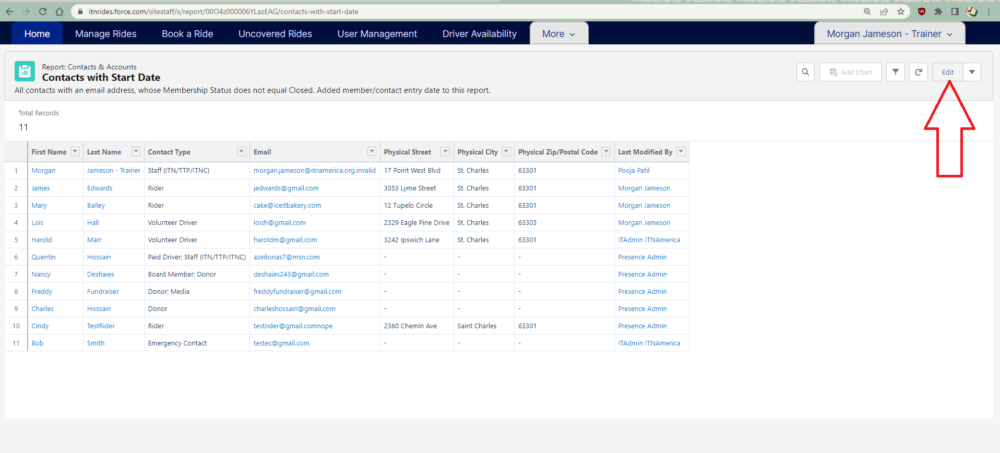 itnrides.force.com/sitestaff/s/report/00O4z000006YLazEAG/contacts-with-start-date
Home Manage Rides Book a Ride Uncovered Rides User Management Driver Availability More Morgan Jameson - Trainer
Report: Contacts & Accounts
Contacts with Start Date
All contacts with an email address, whose Membership Status does not equal Closed. Added member/contact entry date to this report.
Add Chart Edit
Total Records
11
First Name Last Name Contact Type Email Physical Street Physical City Physical Zip/Postal Code Last Modified By
1 Morgan Jameson - Trainer Staff (ITN/TTP/ITNC) morgan.jameson@itnamerica.org.invalid 17 Point West Blvd St. Charles 63301 Pooja Patil
2 James Edwards Rider jedwards@gmail.com 3053 Lyme Street St. Charles 63301 Morgan Jameson
3 Mary Bailey Rider cake@iceitbakery.com 12 Tupelo Circle St. Charles 63301 Morgan Jameson
4 Lois Hall Volunteer Driver loish@gmail.com 2329 Eagle Pine Drive St. Charles 63303 Morgan Jameson
5 Harold Marr Volunteer Driver haroldm@gmail.com 3242 Ipswich Lane St. Charles 63301 ITAdmin ITNAmerica
6 Quentin Hossain Paid Driver; Staff (ITN/TTP/ITNC) azeitonas7@msn.com - - - Presence Admin
7 Nancy Deshaies Board Member; Donor deshaies243@gmail.com - - - Presence Admin
8 Freddy Fundraiser Donor; Media freddyfundraiser@gmail.com - - - Presence Admin
9 Charles Hossain Donor charleshossain@gmail.com - - - Presence Admin
10 Cindy TestRider Rider testrider@gmail.comnope 2360 Chemin Ave Saint Charles 63301 Presence Admin
11 Bob Smith Emergency Contact testec@gmail.com - - - ITAdmin ITNAmerica